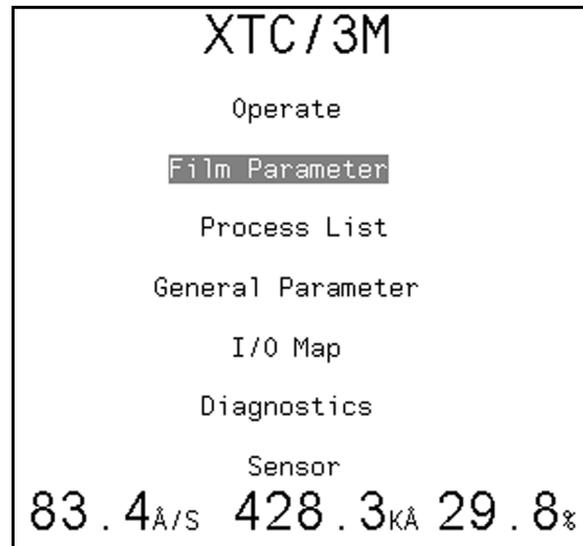 XTC/3M
Operate
Film Parameter
Process List
General Parameter
I/O Map
Diagnostics
Sensor
83.4Å/S 428.3KÅ 29.8%